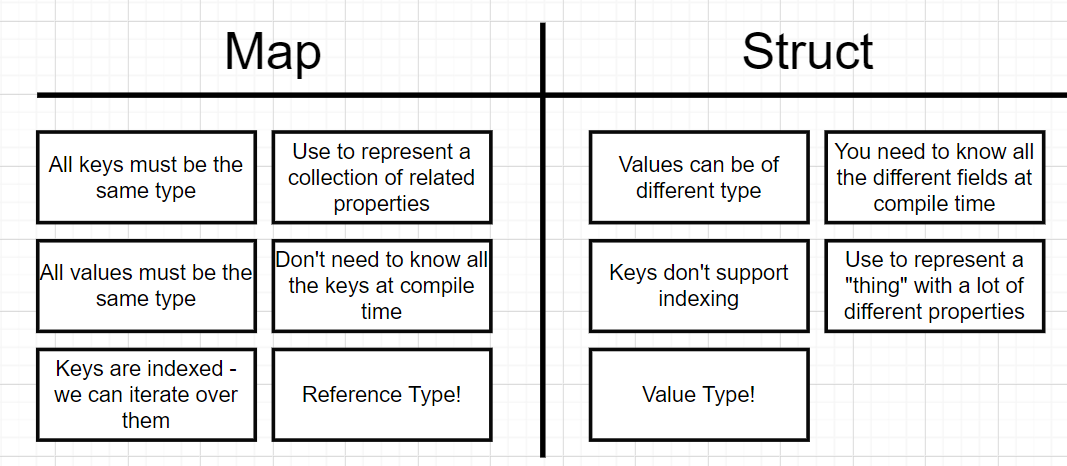 Map
Struct
All keys must be the
same type
Use to represent a
collection of related
properties
Values can be of
different type
You need to know all
the different fields at
compile time
All values must be the
same type
Don't need to know all
the keys at compile
time
Keys don't support
indexing
Use to represent a
"thing" with a lot of
different properties
Keys are indexed -
we can iterate over
them
Reference Type!
Value Type!